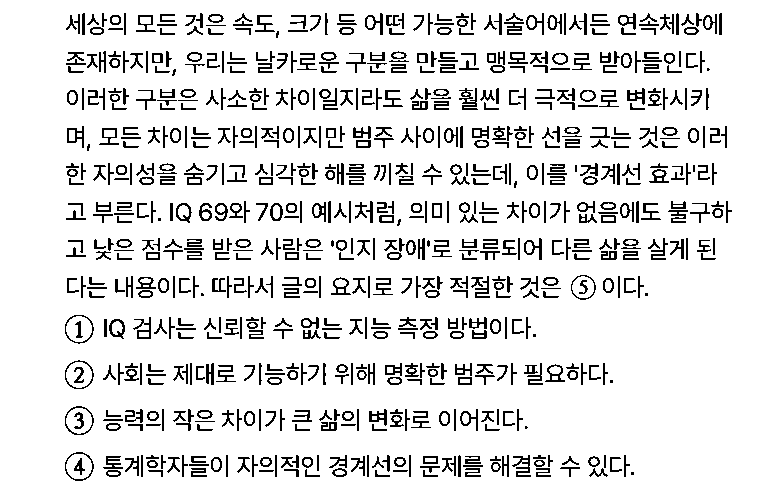 세상의 모든 것은 속도, 크기 등 어떤 가능한 서술어에서든 연속체상에
존재하지만, 우리는 날카로운 구분을 만들고 맹목적으로 받아들인다.
이러한 구분은 사소한 차이일지라도 삶을 훨씬 더 극적으로 변화시키
며, 모든 차이는 자의적이지만 범주 사이에 명확한 선을 긋는 것은 이러
한 자의성을 숨기고 심각한 해를 끼칠 수 있는데, 이를 '경계선 효과'라
고 부른다. IQ 69와 70의 예시처럼, 의미 있는 차이가 없음에도 불구하
고 낮은 점수를 받은 사람은 '인지 장애'로 분류되어 다른 삶을 살게 된
다는 내용이다. 따라서 글의 요지로 가장 적절한 것은 ⑤ 이다.
① IQ 검사는 신뢰할 수 없는 지능 측정 방법이다.
② 사회는 제대로 기능하기 위해 명확한 범주가 필요하다.
③ 능력의 작은 차이가 큰 삶의 변화로 이어진다.
④ 통계학자들이 자의적인 경계선의 문제를 해결할 수 있다.